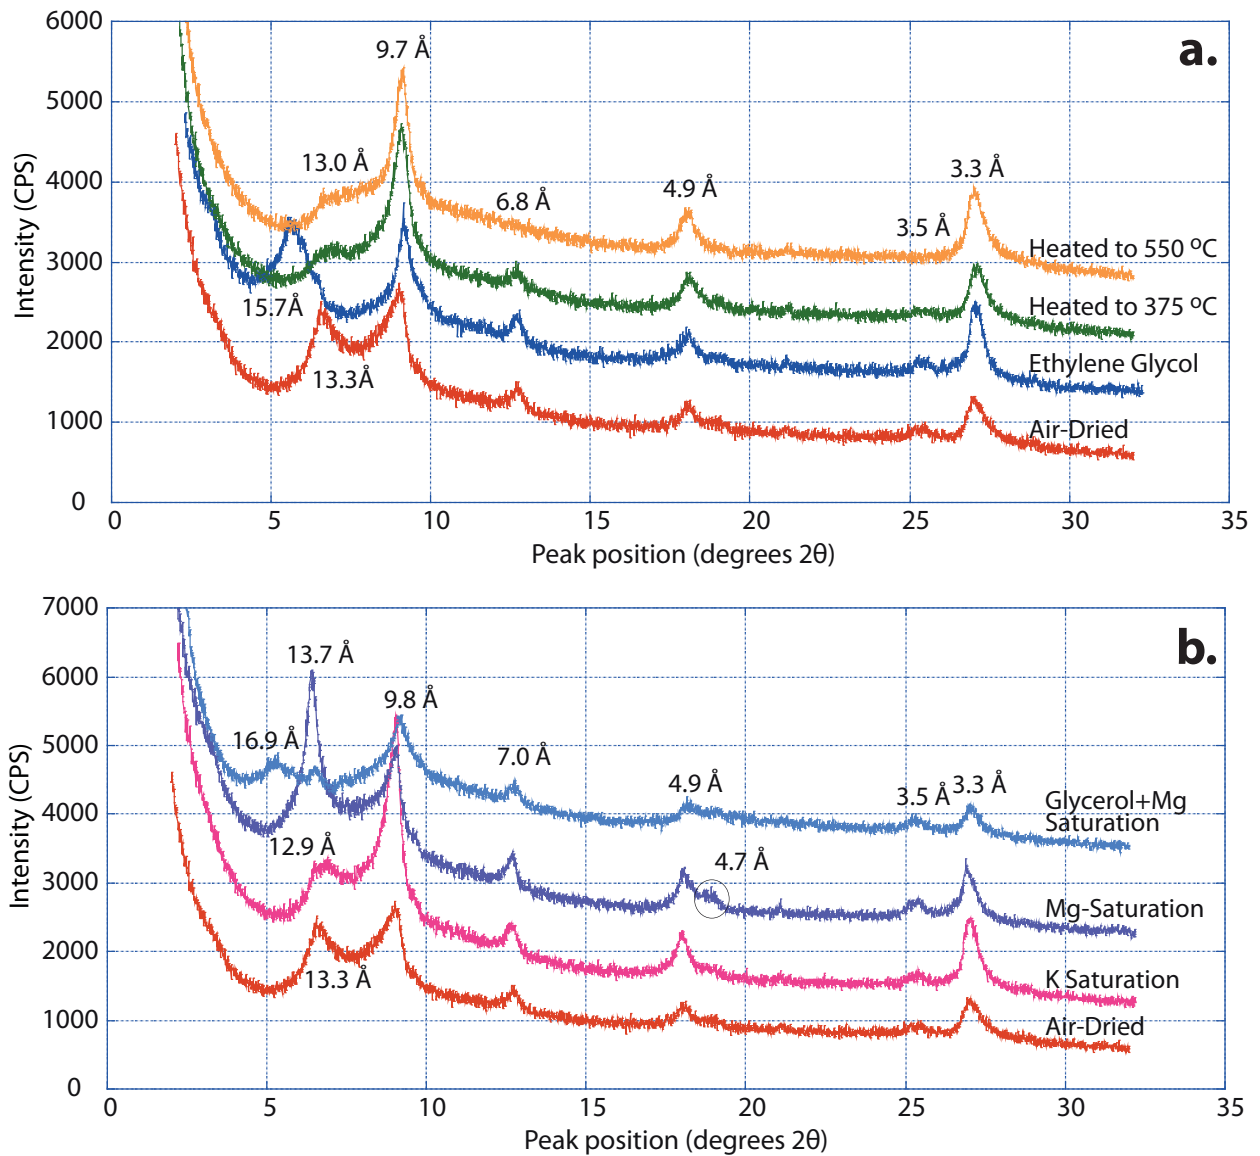 a.
6000
5000
4000
3000
2000
1000
0
Intensity (CPS)
9.7 Å
13.0 Å
6.8 Å
4.9 Å
3.3 Å
3.5 Å
15.7Å
13.3Å
Heated to 550 ºC
Heated to 375 ºC
Ethylene Glycol
Air-Dried
0 5 10 15 20 25 30 35
Peak position (degrees 2θ)
b.
7000
6000
5000
4000
3000
2000
1000
0
Intensity (CPS)
13.7 Å
9.8 Å
16.9 Å
7.0 Å
4.9 Å
3.5 Å
3.3 Å
12.9 Å
4.7 Å
13.3 Å
Glycerol+Mg
Saturation
Mg-Saturation
K Saturation
Air-Dried
0 5 10 15 20 25 30 35
Peak position (degrees 2θ)